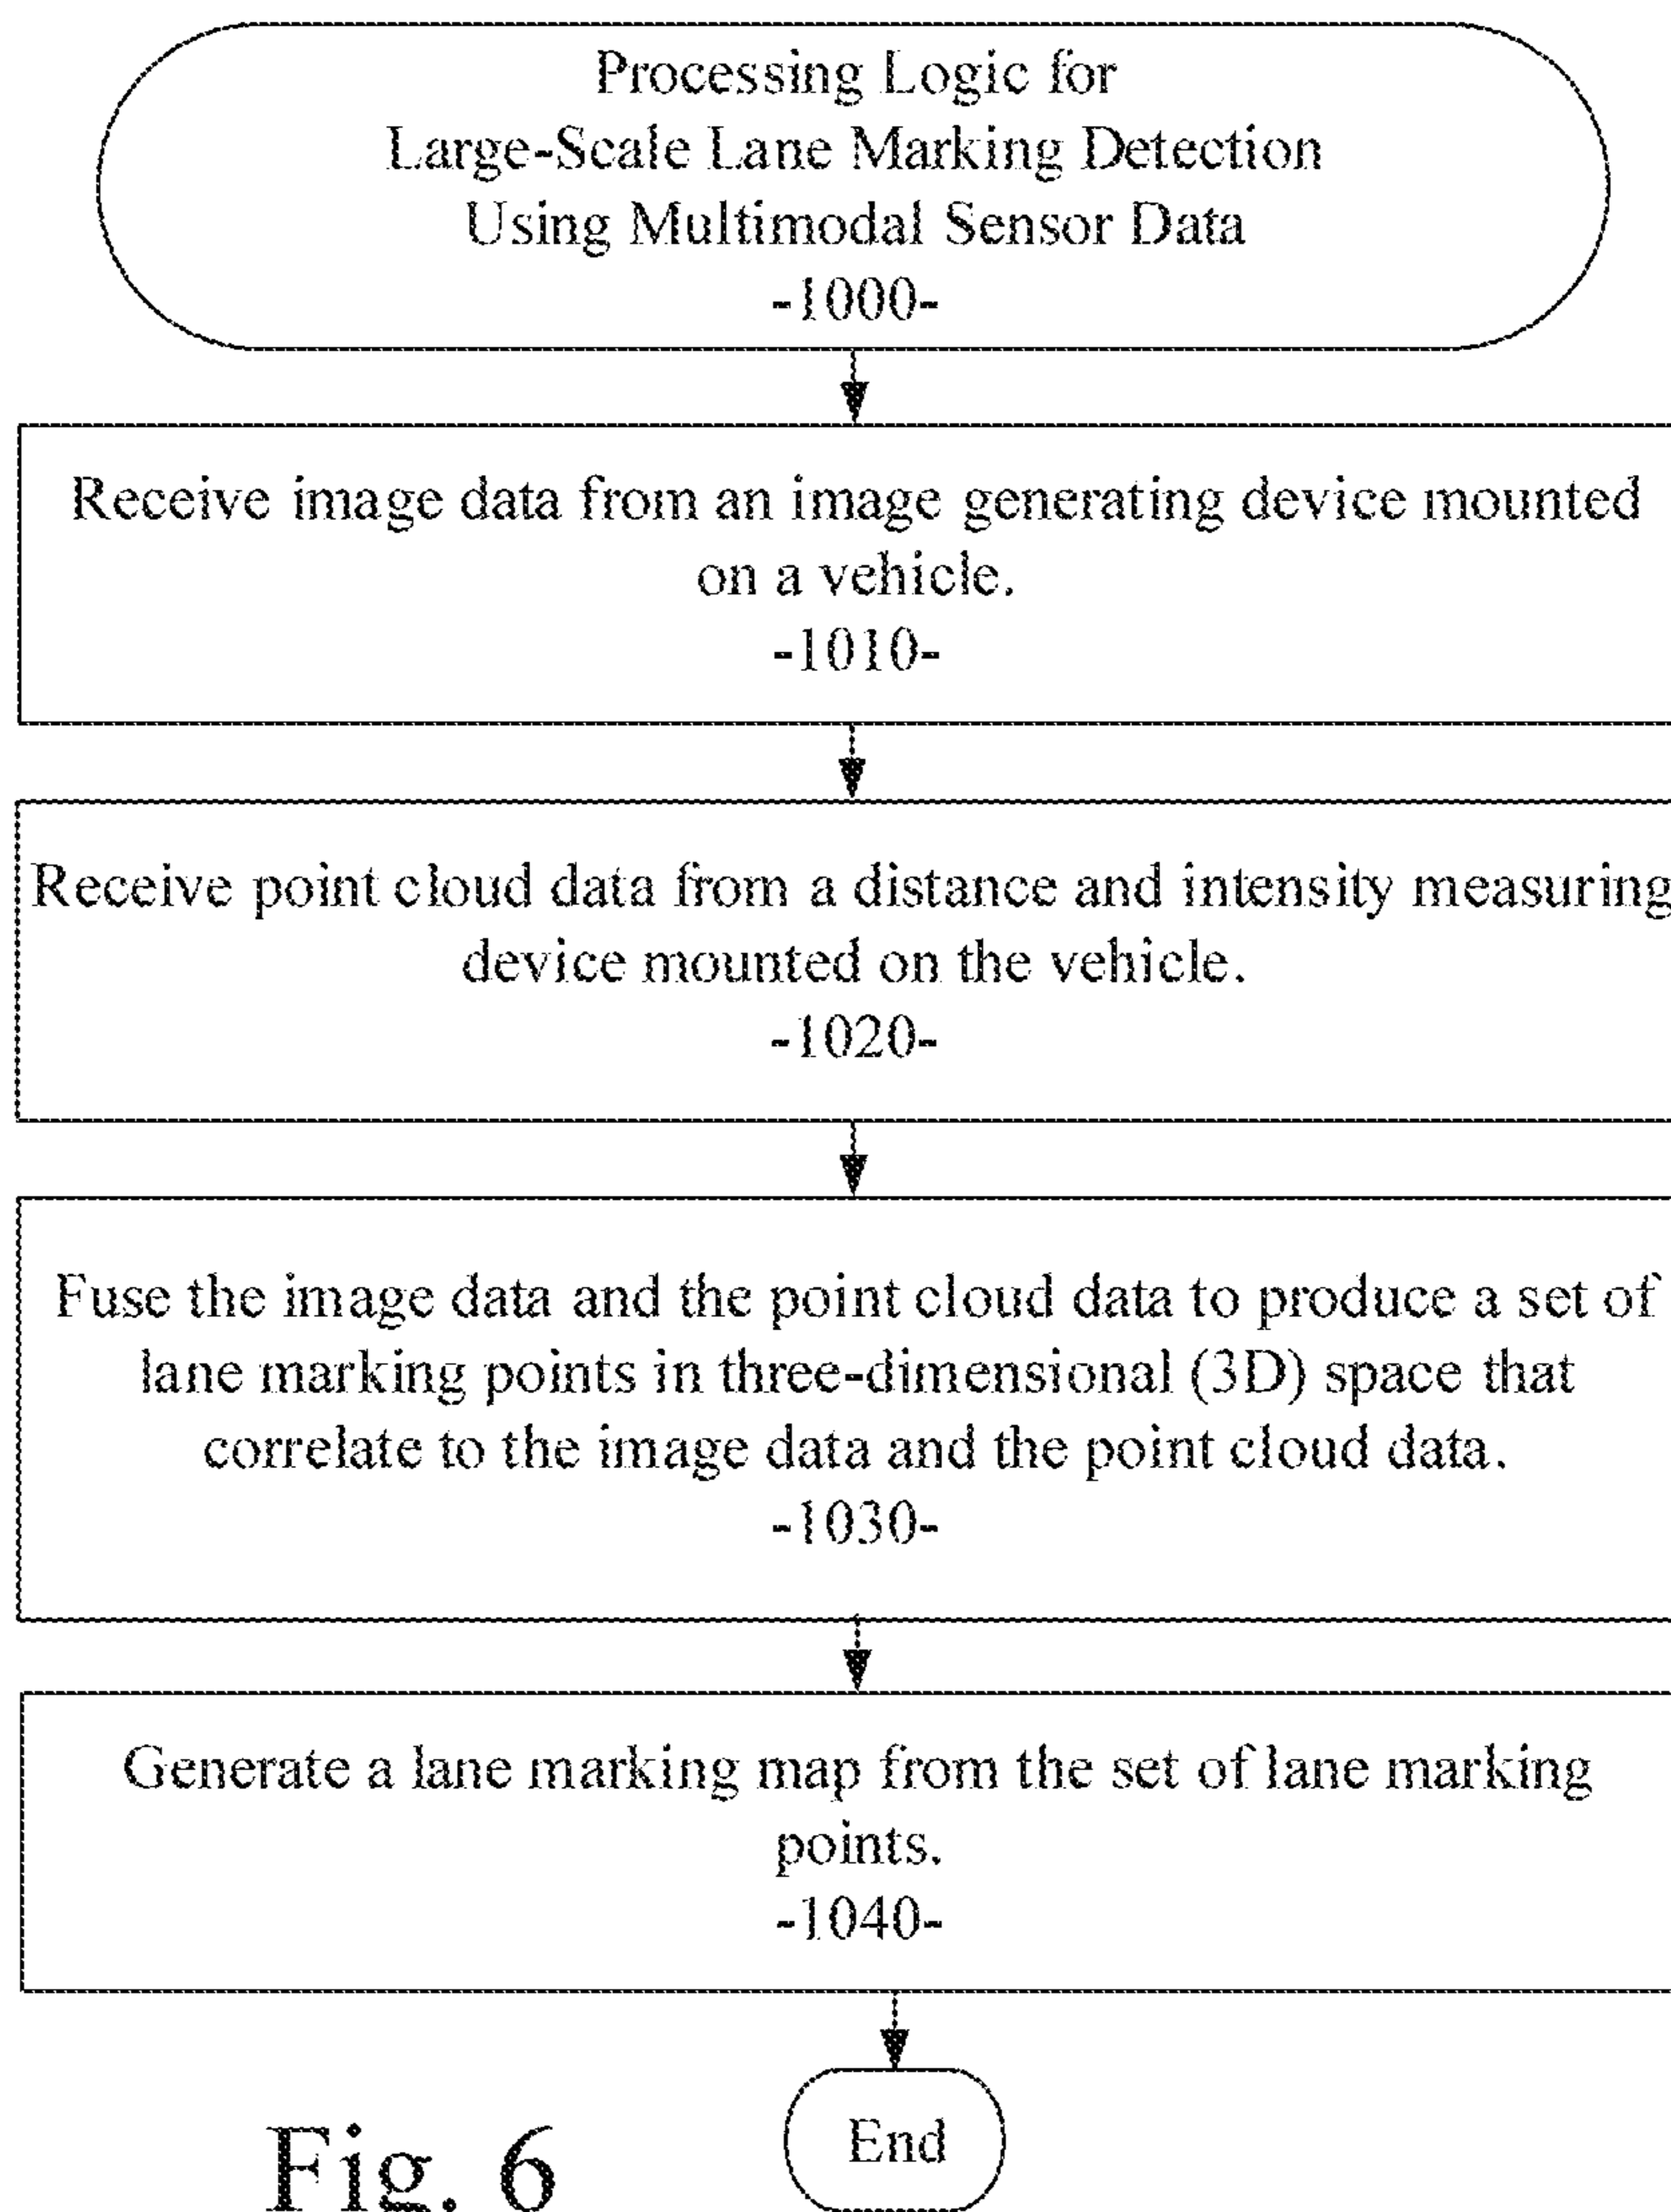 Processing Logic for
Large-Scale Lane Marking Detection
Using Multimodal Sensor Data
-1000-
Receive image data from an image generating device mounted
on a vehicle.
-1010-
Receive point cloud data from a distance and intensity measuring
device mounted on the vehicle.
-1020-
Fuse the image data and the point cloud data to produce a set of
lane marking points in three-dimensional (3D) space that
correlate to the image data and the point cloud data.
-1030-
Generate a lane marking map from the set of lane marking
points.
-1040-
End
Fig. 6